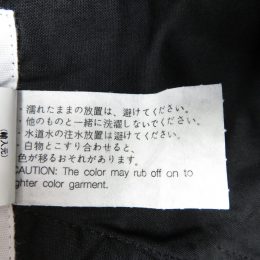 ・濡れたままの放置は、避けてください。
・他のものと一緒に洗濯しないでください。
・水道水の注水放置は避けてください。
・白物とこすり合わすると、
色が移るおそれがあります。
CAUTION: The color may rub off on to
lighter color garment.